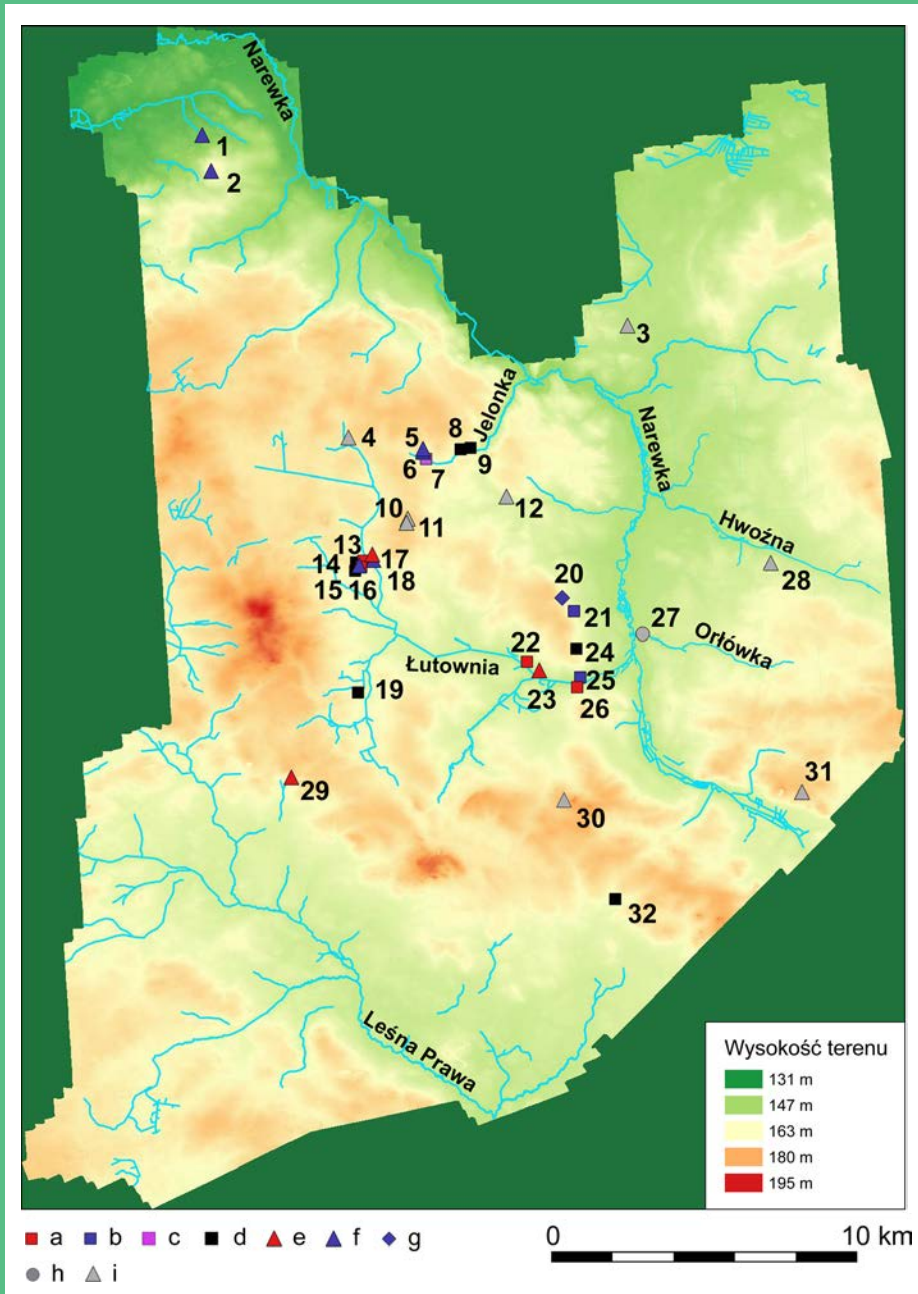 Narewka
1
2
3
4
5
8
Jelonka
6
7
9
Narewka
10
11
12
Hwoźna
13
17
14
28
15
16
18
20
21
27
22
24
Orłówka
Łutownia
25
19
23
26
29
31
30
32
Leśna Prawa
Wysokość terenu
131 m
147 m
163 m
180 m
195 m
a b c d e f g
0 10 km
h i